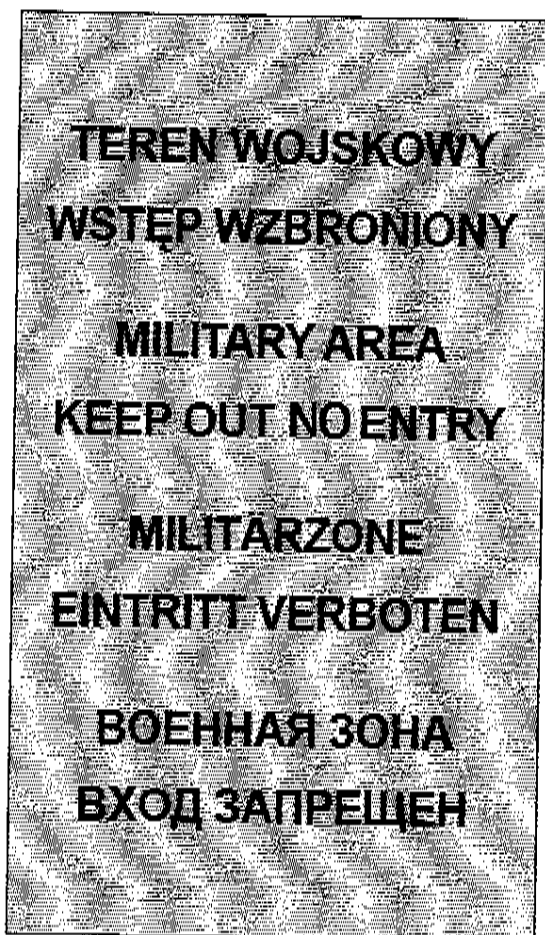 TEREN WOJSKOWY
WSTĘP WZBRONIONY
MILITARY AREA
KEEP OUT NO ENTRY
MILITARZONE
EINTRITT VERBOTEN
ВОЕННАЯ ЗОНА
ВХОД ЗАПРЕЩЕН